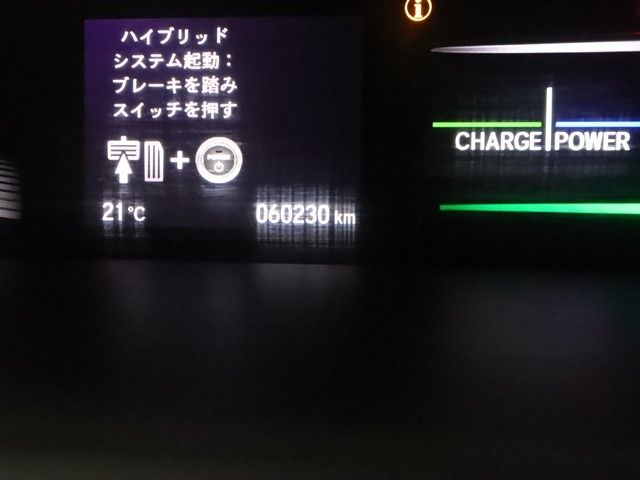 ハイブリッド
システム起動：
ブレーキを踏み
スイッチを押す
+
21℃
060230 km
CHARGE POWER